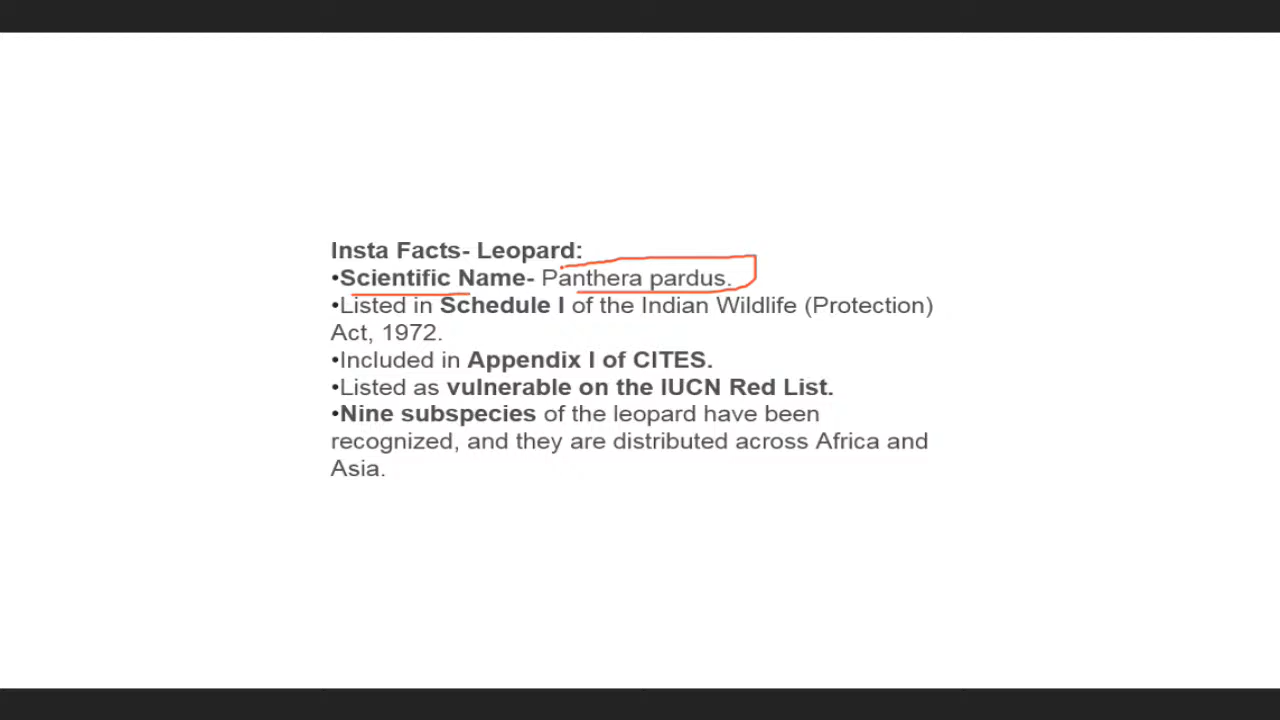 Insta Facts- Leopard:
•Scientific Name- Panthera pardus.
•Listed in Schedule I of the Indian Wildlife (Protection)
Act, 1972.
•Included in Appendix I of CITES.
•Listed as vulnerable on the IUCN Red List.
•Nine subspecies of the leopard have been
recognized, and they are distributed across Africa and
Asia.